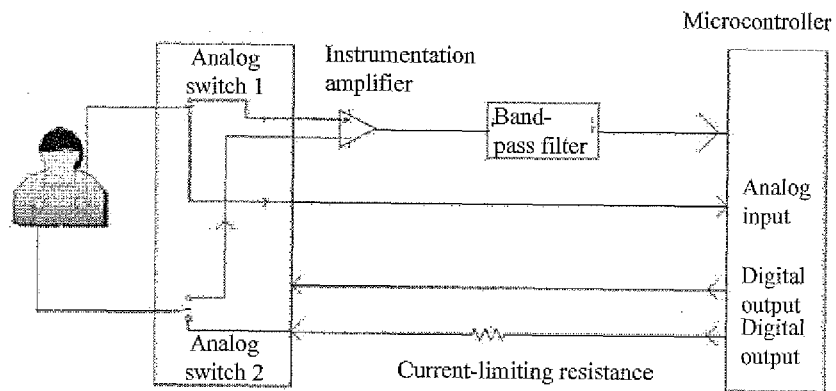 Microcontroller
Analog
switch 1
Instrumentation
amplifier
Band-
pass filter
Analog
input
Digital
output
Digital
output
Analog
switch 2
Current-limiting resistance